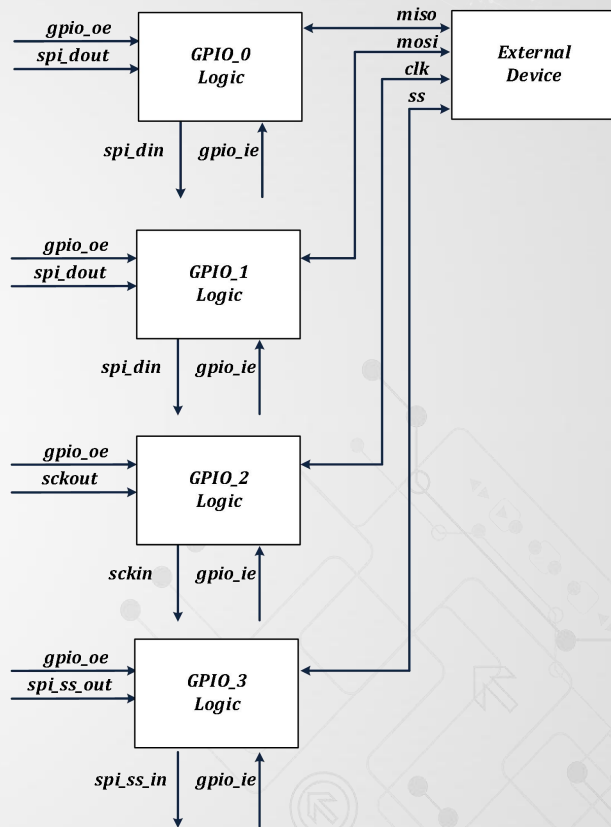 gpio_oe
spi_dout
GPIO_0
Logic
spi_din
gpio_ie
miso
mosi
clk
ss
External
Device
gpio_oe
spi_dout
GPIO_1
Logic
spi_din
gpio_ie
gpio_oe
sckout
GPIO_2
Logic
sckin
gpio_ie
gpio_oe
spi_ss_out
GPIO_3
Logic
spi_ss_in
gpio_ie